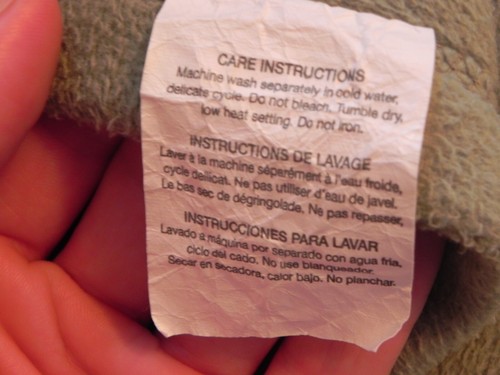 CARE INSTRUCTIONS
Machine wash separately in cold water,
delicate cycle. Do not bleach. Tumble dry,
low heat setting. Do not iron.
INSTRUCTIONS DE LAVAGE
Laver à la machine séparément à l'eau froide,
cycle dellicat. Ne pas utiliser d'eau de javel.
Le bas sec de dégringolade. Ne pas repasser,
INSTRUCCIONES PARA LAVAR
Lavado a máquina por separado con agua fria,
ciclo del cado. No use blanqueador.
Secar en secadora, calor bajo. No planchar.